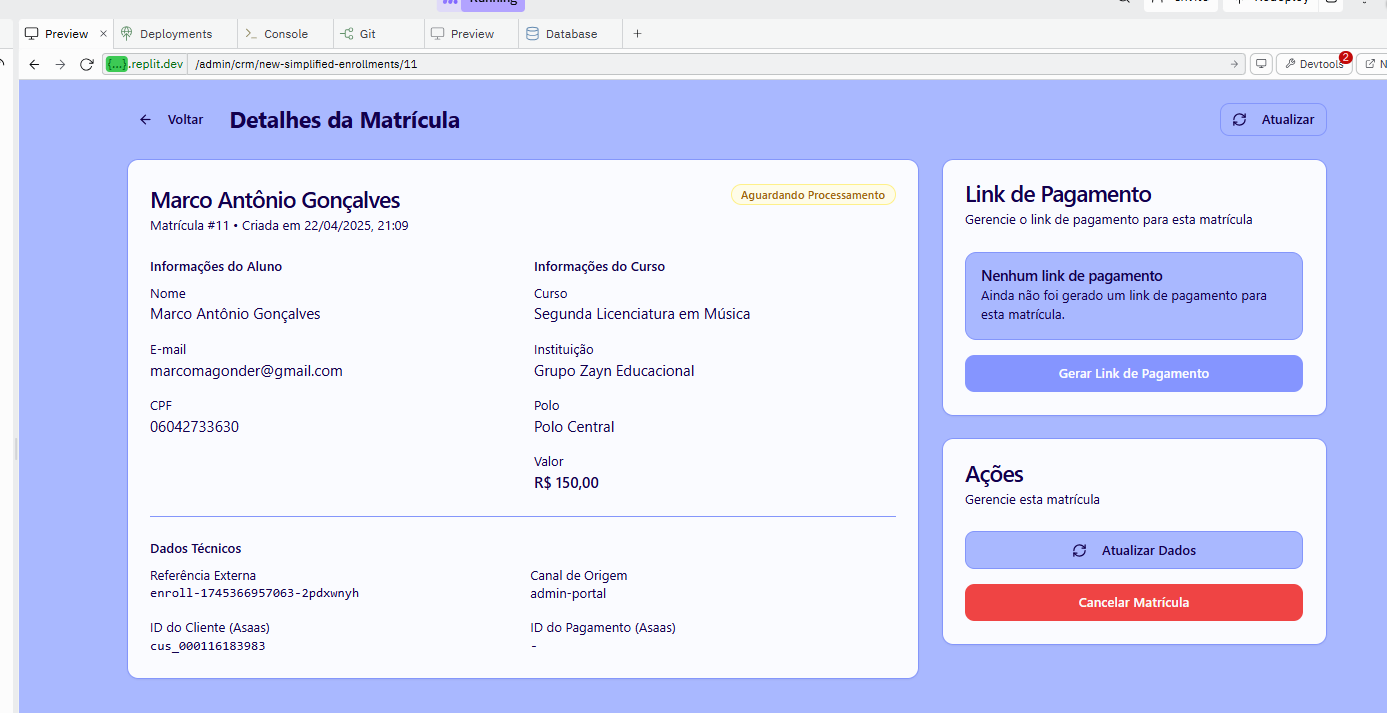 Running
Preview × Deployments Console Git Preview Database +
{...}.replit.dev /admin/crm/new-simplified-enrollments/11 Devtools 2
Voltar Detalhes da Matrícula Atualizar
Marco Antônio Gonçalves
Aguardando Processamento
Matrícula #11 • Criada em 22/04/2025, 21:09
Informações do Aluno
Nome
Marco Antônio Gonçalves
E-mail
marcomagonder@gmail.com
CPF
06042733630
Informações do Curso
Curso
Segunda Licenciatura em Música
Instituição
Grupo Zayn Educacional
Polo
Polo Central
Valor
R$ 150,00
Dados Técnicos
Referência Externa
enroll-1745366957063-2pdxwnyh
Canal de Origem
admin-portal
ID do Cliente (Asaas)
cus_000116183983
ID do Pagamento (Asaas)
-
Link de Pagamento
Gerencie o link de pagamento para esta matrícula
Nenhum link de pagamento
Ainda não foi gerado um link de pagamento para
esta matrícula.
Gerar Link de Pagamento
Ações
Gerencie esta matrícula
Atualizar Dados
Cancelar Matrícula